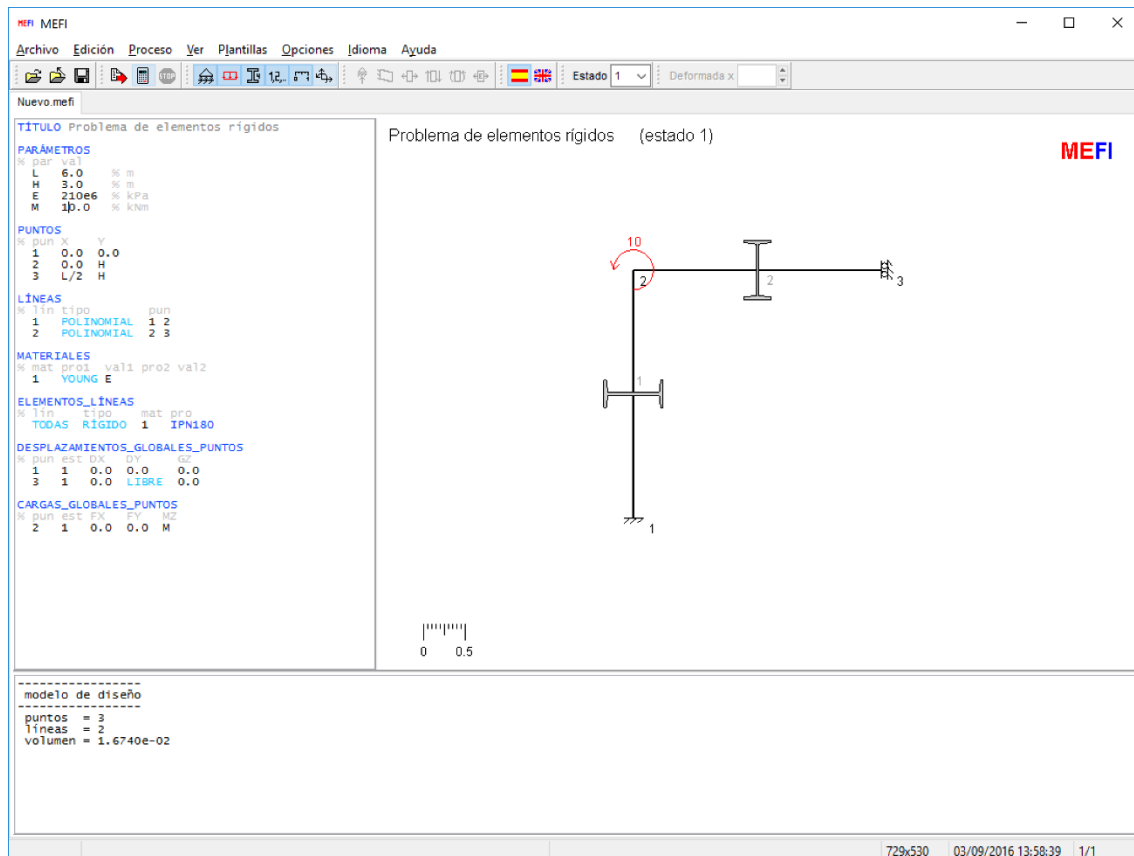 MEFI MEFI
Archivo Edición Proceso Ver Plantillas Opciones Idioma Ayuda
STOP 1,2.. Estado 1 Deformada x
Nuevo.mefi
TÍTULO Problema de elementos rígidos
PARÁMETROS
% par val
L 6.0 % m
H 3.0 % m
E 210e6 % kPa
M 10.0 % kNm
PUNTOS
% pun X Y
1 0.0 0.0
2 0.0 H
3 L/2 H
LÍNEAS
% lín tipo pun
1 POLINOMIAL 1 2
2 POLINOMIAL 2 3
MATERIALES
% mat pro1 val1 pro2 val2
1 YOUNG E
ELEMENTOS_LÍNEAS
% lín tipo mat pro
TODAS RÍGIDO 1 IPN180
DESPLAZAMIENTOS_GLOBALES_PUNTOS
% pun est DX DY GZ
1 1 0.0 0.0 0.0
3 1 0.0 LIBRE 0.0
CARGAS_GLOBALES_PUNTOS
% pun est FX FY MZ
2 1 0.0 0.0 M
Problema de elementos rígidos (estado 1)
MEFI
10
2
2
3
1
1
0 0.5
-----------------
modelo de diseño
-----------------
puntos = 3
líneas = 2
volumen = 1.6740e-02
729x530 03/09/2016 13:58:39 1/1